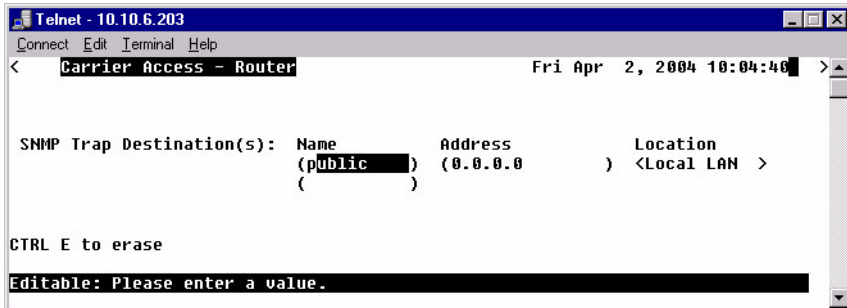 Telnet - 10.10.6.203
Connect Edit Terminal Help
< Carrier Access - Router Fri Apr 2, 2004 10:04:40 >
SNMP Trap Destination(s): Name Address Location
(public ) (0.0.0.0 ) <Local LAN >
( )
CTRL E to erase
Editable: Please enter a value.